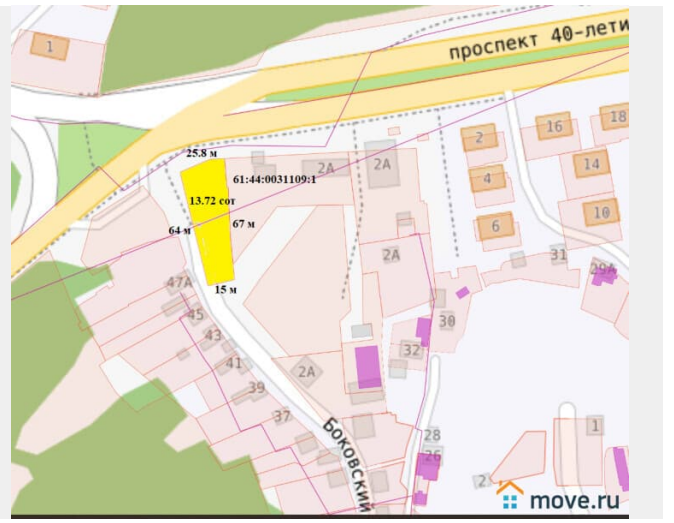 1
проспект 40-лети
25.8 м
2А
2А
2
16
18
61:44:0031109:1
4
14
13.72 сот
64 м
67 м
6
10
2А
31
29А
47А
15 м
45
30
43
32
41
2А
39
37
Боковский
28
26
1
2
move.ru